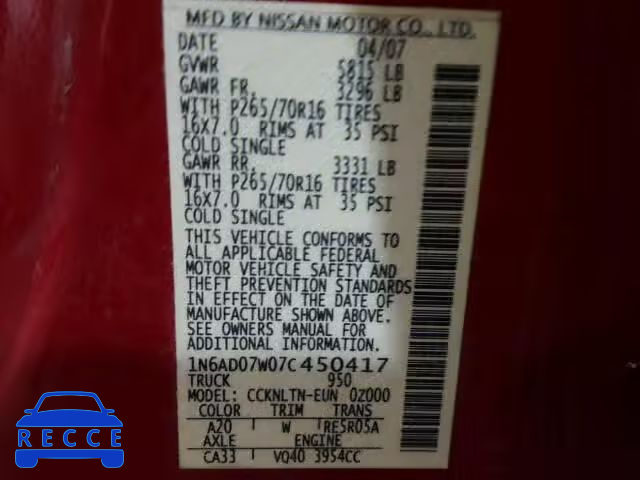 MFD BY NISSAN MOTOR CO., LTD.
DATE 04/07
GVWR 5815 LB
GAWR FR. 3296 LB
WITH P265/70R16 TIRES
16X7.0 RIMS AT 35 PSI
COLD SINGLE
GAWR RR. 3331 LB
WITH P265/70R16 TIRES
16X7.0 RIMS AT 35 PSI
COLD SINGLE
THIS VEHICLE CONFORMS TO
ALL APPLICABLE FEDERAL
MOTOR VEHICLE SAFETY AND
THEFT PREVENTION STANDARDS
IN EFFECT ON THE DATE OF
MANUFACTURE SHOWN ABOVE.
SEE OWNERS MANUAL FOR
ADDITIONAL INFORMATION.
1N6AD07W07C450417
TRUCK 950
MODEL: CCKNLTN-EUN 0Z000
COLOR TRIM TRANS
A20 W RE5R05A
AXLE ENGINE
CA33 VQ40 3954CC
RECCE